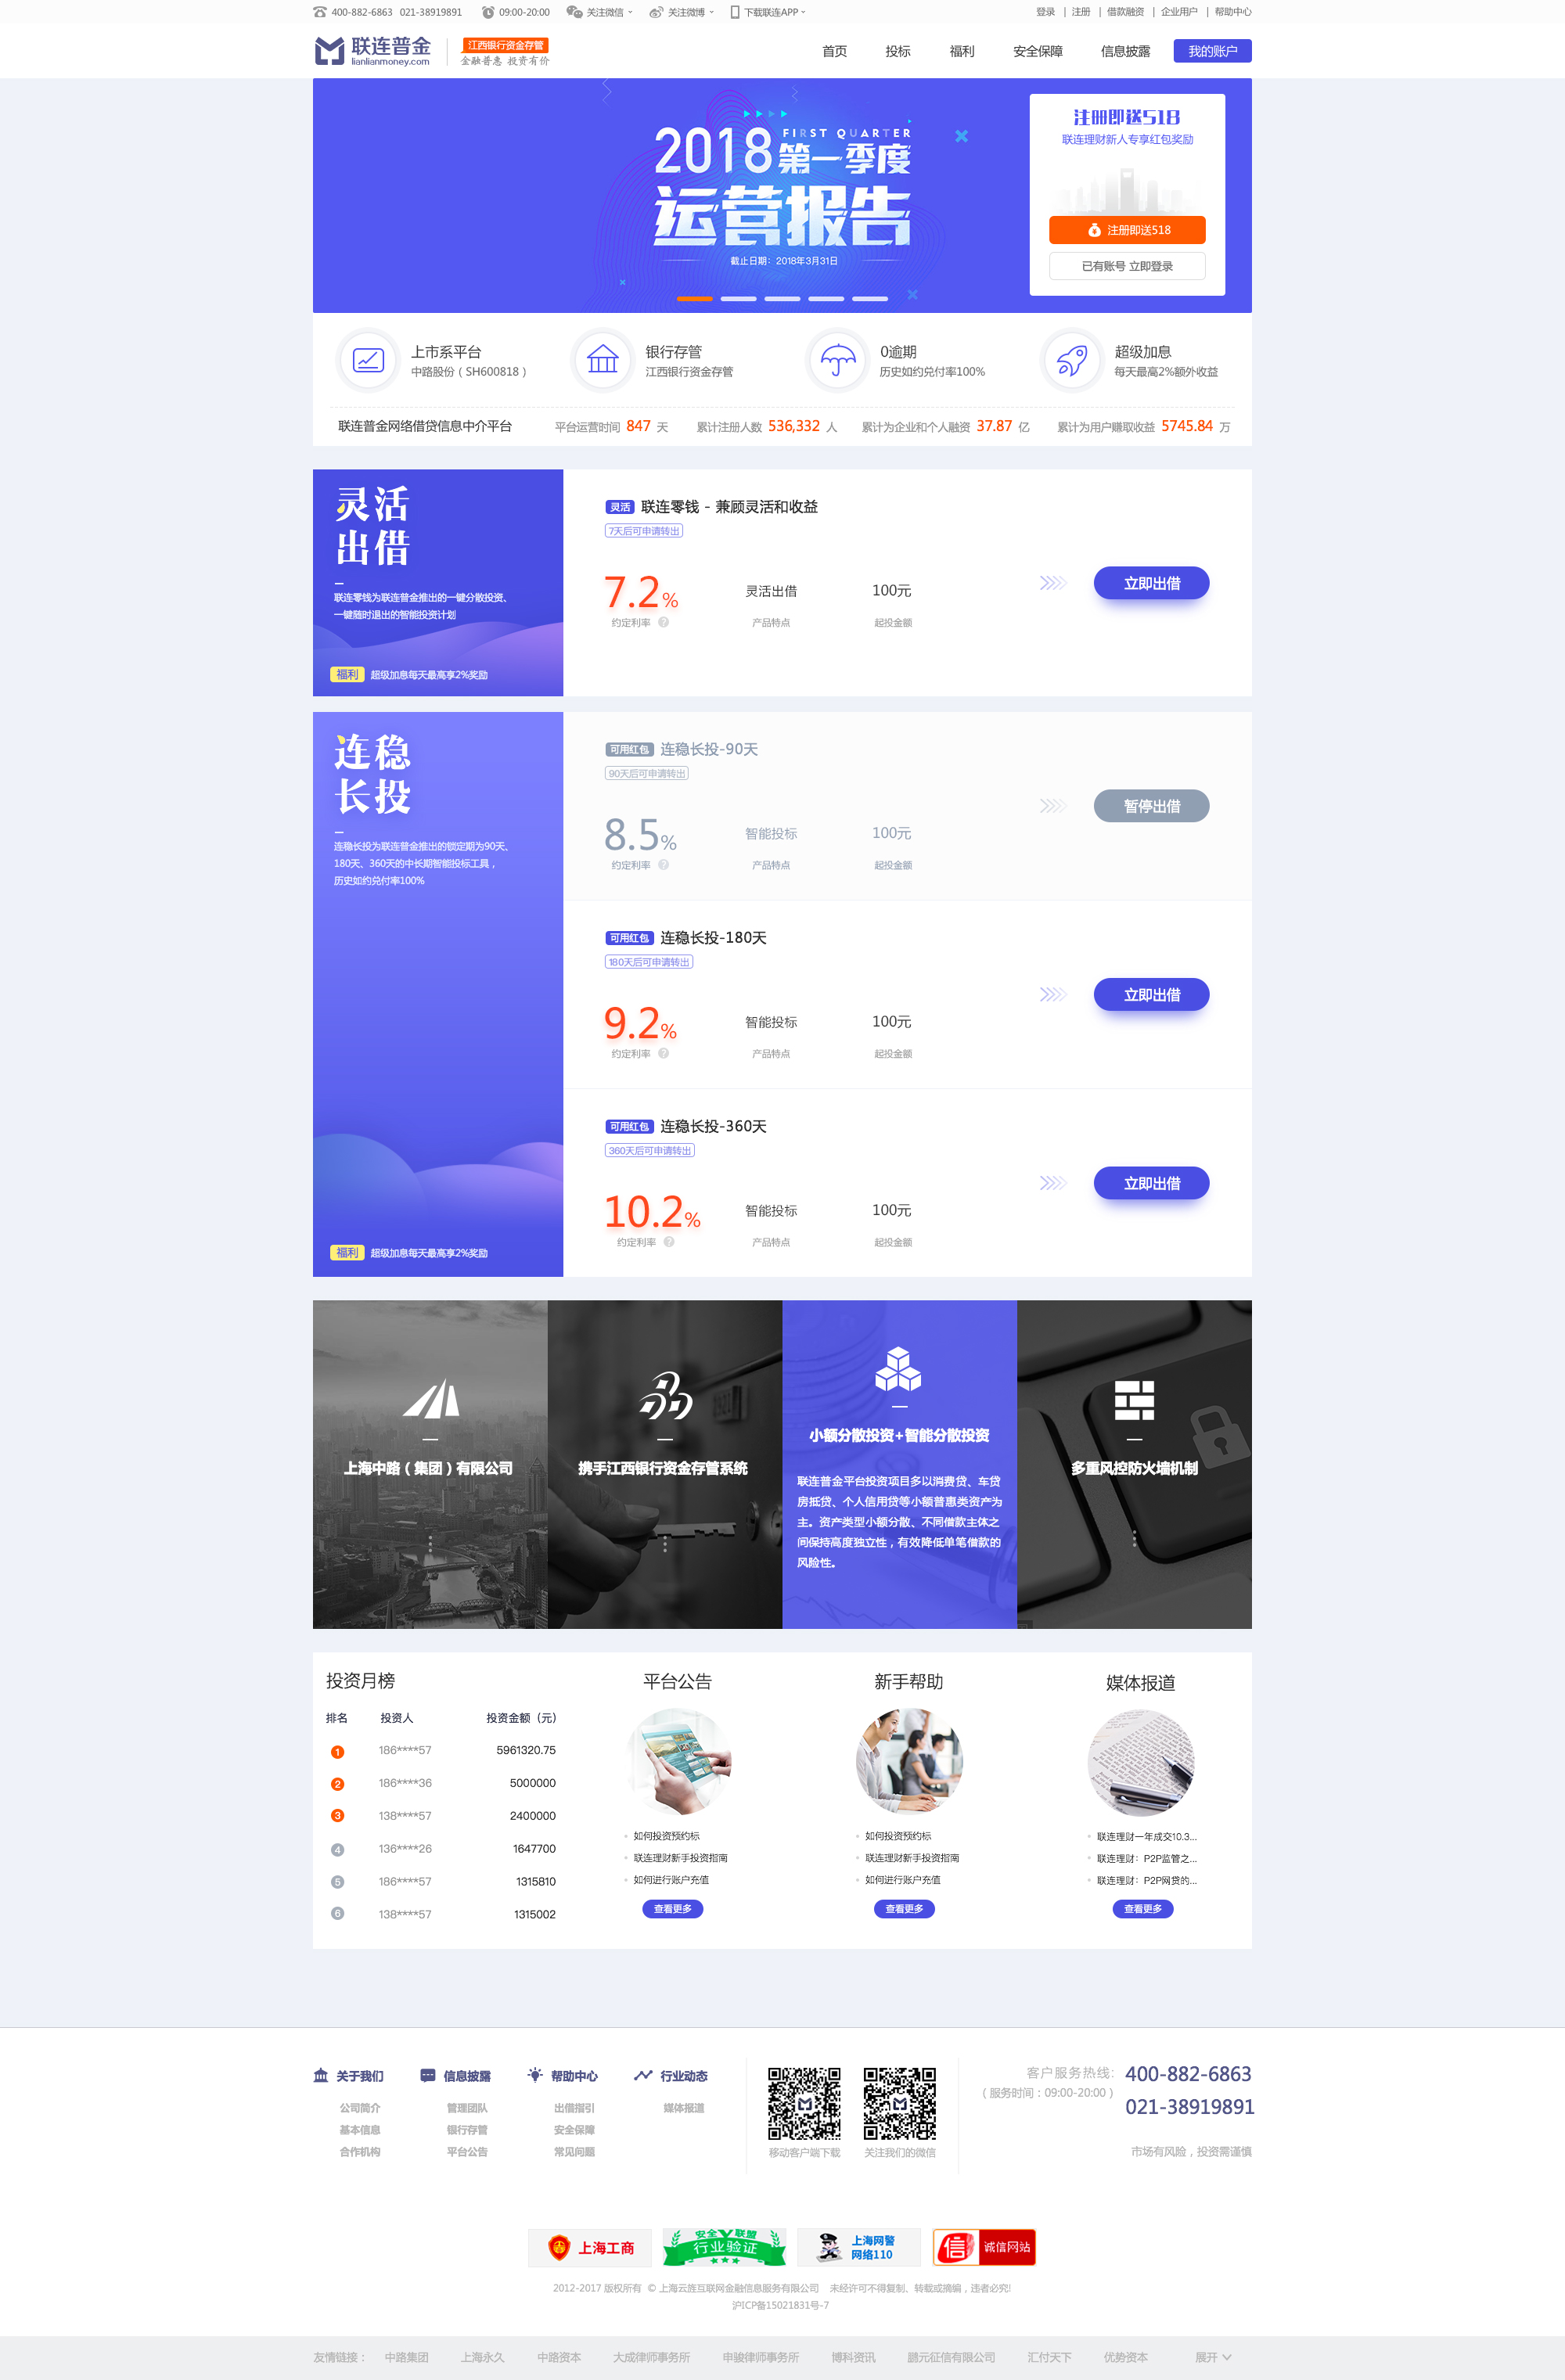 400-882-6863 021-38919891 09:00-20:00 关注微信 关注微博 下载联连APP 登录 | 注册 | 借款融资 | 企业用户 | 帮助中心
联连普金
lianlianmoney.com
江西银行资金存管
金融普惠 投资有价
首页 投标 福利 安全保障 信息披露 我的账户
FIRST QUARTER
2018第一季度
运营报告
截止日期：2018年3月31日
注册即送518
联连理财新人专享红包奖励
注册即送518
已有账号 立即登录
上市系平台
中路股份（SH600818）
银行存管
江西银行资金存管
0逾期
历史如约兑付率100%
超级加息
每天最高2%额外收益
联连普金网络借贷信息中介平台 平台运营时间 847 天 累计注册人数 536,332 人 累计为企业和个人融资 37.87 亿 累计为用户赚取收益 5745.84 万
灵活
出借
联连零钱为联连普金推出的一键分散投资、
一键随时退出的智能投资计划
福利 超级加息每天最高享2%奖励
灵活 联连零钱 - 兼顾灵活和收益
7天后可申请转出
7.2% 灵活出借 100元 立即出借
约定利率 ? 产品特点 起投金额
连稳
长投
连稳长投为联连普金推出的锁定期为90天、
180天、360天的中长期智能投标工具，
历史如约兑付率100%
福利 超级加息每天最高享2%奖励
可用红包 连稳长投-90天
90天后可申请转出
8.5% 智能投标 100元 暂停出借
约定利率 ? 产品特点 起投金额
可用红包 连稳长投-180天
180天后可申请转出
9.2% 智能投标 100元 立即出借
约定利率 ? 产品特点 起投金额
可用红包 连稳长投-360天
360天后可申请转出
10.2% 智能投标 100元 立即出借
约定利率 ? 产品特点 起投金额
上海中路（集团）有限公司
携手江西银行资金存管系统
小额分散投资+智能分散投资
联连普金平台投资项目多以消费贷、车贷
房抵贷、个人信用贷等小额普惠类资产为
主。资产类型小额分散、不同借款主体之
间保持高度独立性，有效降低单笔借款的
风险性。
多重风控防火墙机制
投资月榜
排名 投资人 投资金额（元）
1 186****57 5961320.75
2 186****36 5000000
3 138****57 2400000
4 136****26 1647700
5 186****57 1315810
6 138****57 1315002
平台公告
如何投资预约标
联连理财新手投资指南
如何进行账户充值
查看更多
新手帮助
如何投资预约标
联连理财新手投资指南
如何进行账户充值
查看更多
媒体报道
联连理财一年成交10.3...
联连理财：P2P监管之...
联连理财：P2P网贷的...
查看更多
关于我们
公司简介
基本信息
合作机构
信息披露
管理团队
银行存管
平台公告
帮助中心
出借指引
安全保障
常见问题
行业动态
媒体报道
移动客户端下载
关注我们的微信
客户服务热线: 400-882-6863
（服务时间：09:00-20:00） 021-38919891
市场有风险，投资需谨慎
上海工商
安全联盟
行业验证
上海网警
网络110
信 诚信网站
2012-2017 版权所有 © 上海云旌互联网金融信息服务有限公司 未经许可不得复制、转载或摘编，违者必究!
沪ICP备15021831号-7
友情链接： 中路集团 上海永久 中路资本 大成律师事务所 申骏律师事务所 博科资讯 鹏元征信有限公司 汇付天下 优势资本 展开